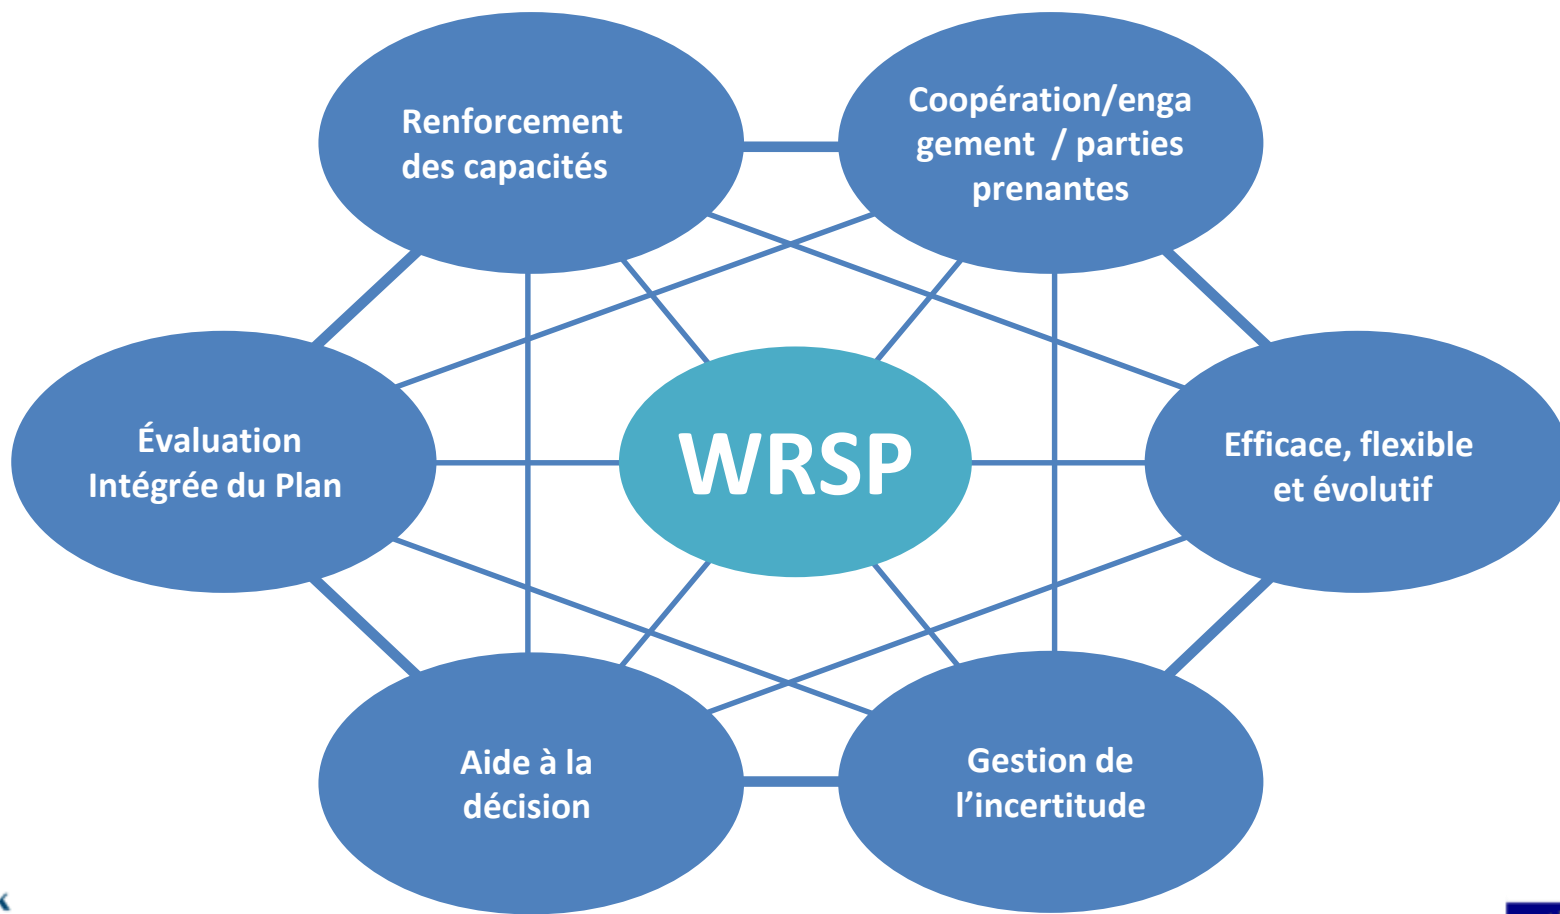 Renforcement
des capacités
Coopération/enga
gement / parties
prenantes
Évaluation
Intégrée du Plan
WRSP
Efficace, flexible
et évolutif
Aide à la
décision
Gestion de
l’incertitude